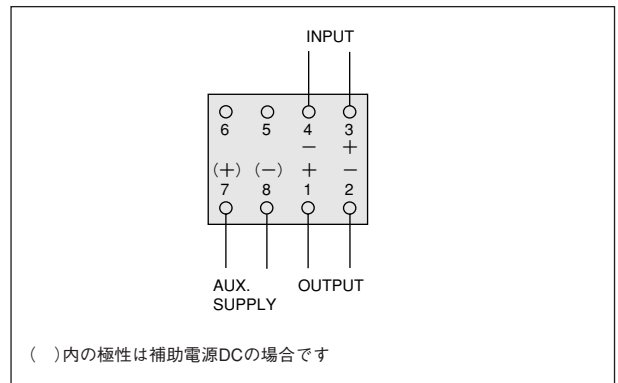 INPUT
6 5 4 3
− +
(+) (−) + −
7 8 1 2
AUX. OUTPUT
SUPPLY
( )内の極性は補助電源DCの場合です